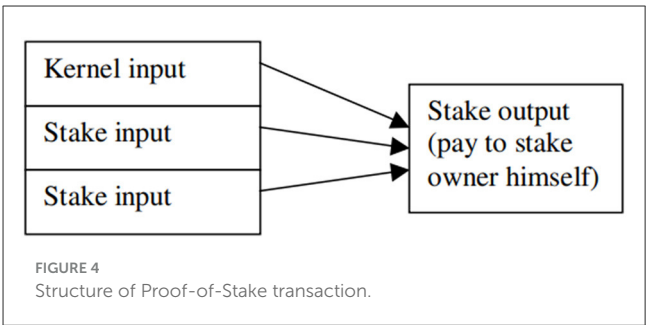 Kernel input
Stake input
Stake input
Stake output
(pay to stake
owner himself)
FIGURE 4
Structure of Proof-of-Stake transaction.